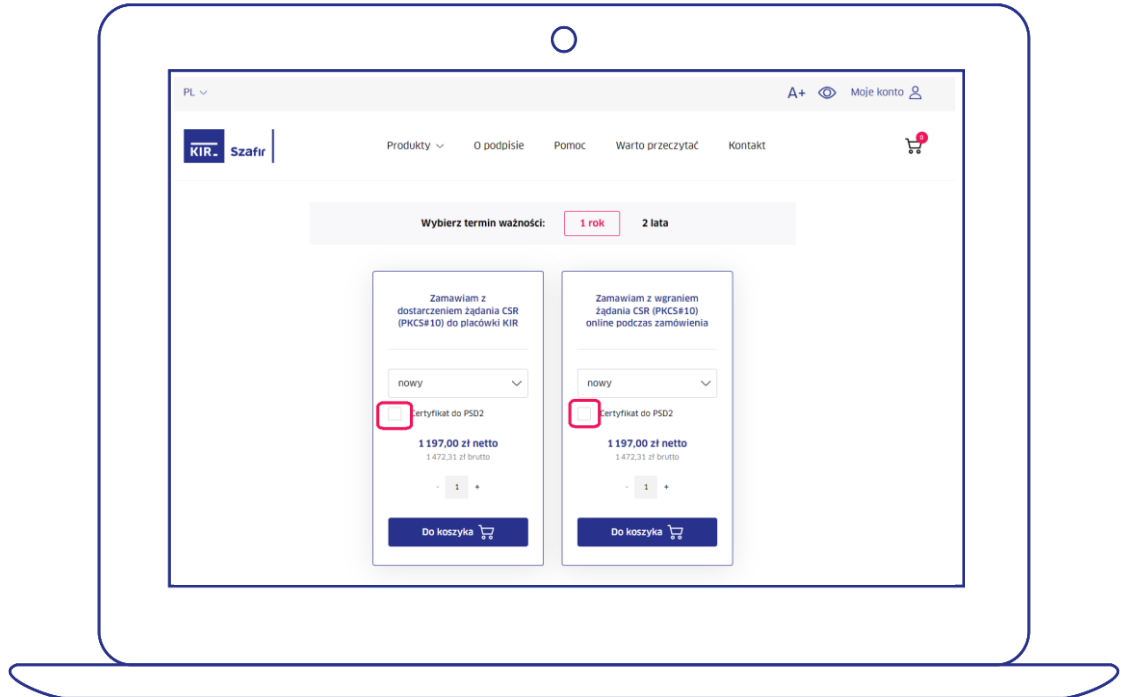 PL
A+ Moje konto
KIR. Szafir
Produkty O podpisie Pomoc Warto przeczytać Kontakt
0
Wybierz termin ważności: 1 rok 2 lata
Zamawiam z
dostarczeniem żądania CSR
(PKCS#10) do placówki KIR
nowy
Certyfikat do PSD2
1 197,00 zł netto
1 472,31 zł brutto
- 1 +
Do koszyka
Zamawiam z wgraniem
żądania CSR (PKCS#10)
online podczas zamówienia
nowy
Certyfikat do PSD2
1 197,00 zł netto
1 472,31 zł brutto
- 1 +
Do koszyka